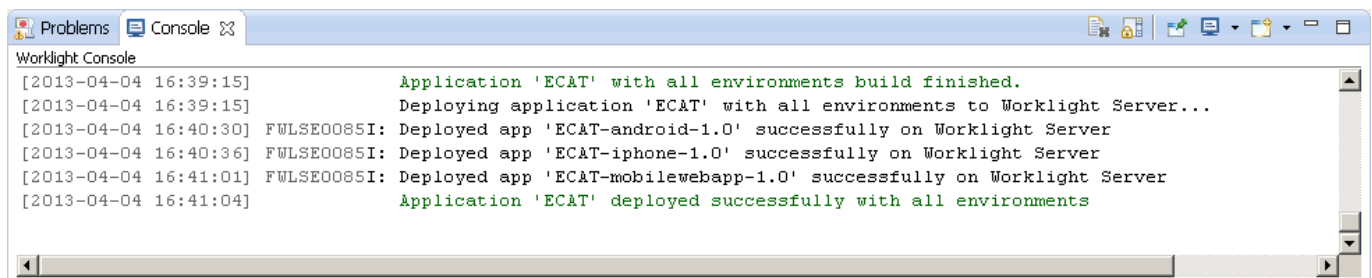 Problems Console
Worklight Console
[2013-04-04 16:39:15] Application 'ECAT' with all environments build finished.
[2013-04-04 16:39:15] Deploying application 'ECAT' with all environments to Worklight Server...
[2013-04-04 16:40:30] FWLSE0085I: Deployed app 'ECAT-android-1.0' successfully on Worklight Server
[2013-04-04 16:40:36] FWLSE0085I: Deployed app 'ECAT-iphone-1.0' successfully on Worklight Server
[2013-04-04 16:41:01] FWLSE0085I: Deployed app 'ECAT-mobilewebapp-1.0' successfully on Worklight Server
[2013-04-04 16:41:04] Application 'ECAT' deployed successfully with all environments